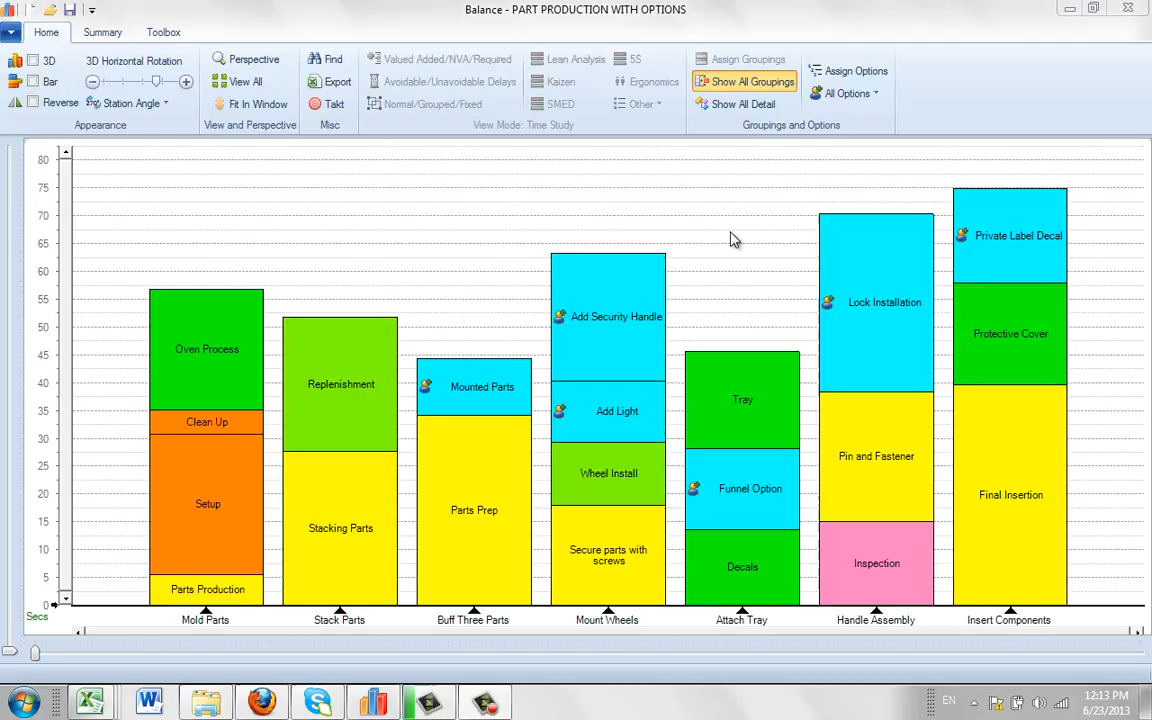 Balance - PART PRODUCTION WITH OPTIONS
Home Summary Toolbox
3D 3D Horizontal Rotation
Bar
Reverse Station Angle
Appearance
Perspective
View All
Fit In Window
View and Perspective
Find
Export
Takt
Misc
Valued Added/NVA/Required
Avoidable/Unavoidable Delays
Normal/Grouped/Fixed
Lean Analysis 5S
Kaizen Ergonomics
SMED Other
View Mode: Time Study
Assign Groupings
Show All Groupings
Show All Detail
Assign Options
All Options
Groupings and Options
80
75
70
65
60
55
50
45
40
35
30
25
20
15
10
5
0
Secs
Oven Process
Clean Up
Setup
Parts Production
Mold Parts
Replenishment
Stacking Parts
Stack Parts
Mounted Parts
Parts Prep
Buff Three Parts
Add Security Handle
Add Light
Wheel Install
Secure parts with
screws
Mount Wheels
Tray
Funnel Option
Decals
Attach Tray
Lock Installation
Pin and Fastener
Inspection
Handle Assembly
Private Label Decal
Protective Cover
Final Insertion
Insert Components
EN
12:13 PM
6/23/2013